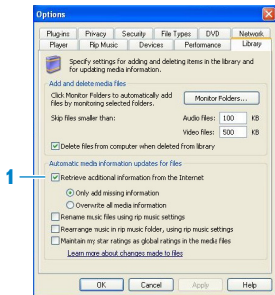 Options
Plug-ins Privacy Security File Types DVD Network
Player Rip Music Devices Performance Library
Specify settings for adding and deleting items in the library and
for updating media information.
Add and delete media files
Click Monitor Folders to automatically add
files by monitoring selected folders.
Monitor Folders...
Skip files smaller than: Audio files: 100 KB
Video files: 500 KB
Delete files from computer when deleted from library
Automatic media information updates for files
1
Retrieve additional information from the Internet
Only add missing information
Overwrite all media information
Rename music files using rip music settings
Rearrange music in rip music folder, using rip music settings
Maintain my star ratings as global ratings in the media files
Learn more about changes made to files
OK Cancel Apply Help